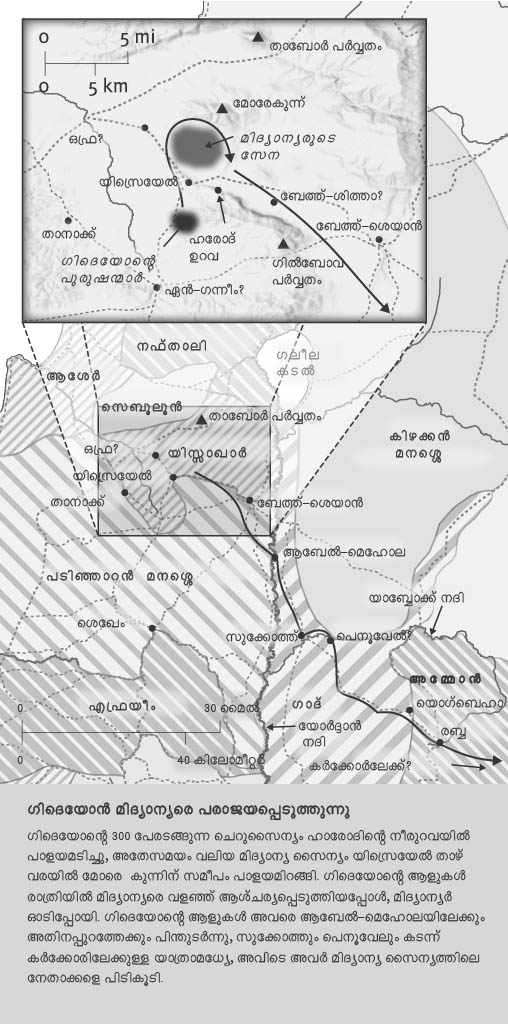 0 5 mi
0 5 km
താബോർ പർവ്വതം
മോരേകുന്ന്
ഒഫ്ര?
മിദ്യാന്യരുടെ
സേന
യിസ്രെയേൽ
ബേത്ത്-ശിത്താ?
താനാക്ക്
ഹരോദ്
ഉറവ
ബേത്ത്-ശെയാൻ
ഗിദെയോന്റെ
പുരുഷന്മാർ
ഗിൽബോവ
പർവ്വതം
ഏൻ-ഗന്നീം?
നഫ്താലി
ഗലീല
കടൽ
ആശേർ
സെബൂലൂൻ
താബോർ പർവ്വതം
ഒഫ്ര?
യിസ്സാഖാർ
കിഴക്കൻ
മനശ്ശെ
യിസ്രെയേൽ
താനാക്ക്
ബേത്ത്-ശെയാൻ
ആബേൽ-മെഹോല
പടിഞ്ഞാറൻ മനശ്ശെ
യാബ്ബോക്ക് നദി
ശെഖേം
സുക്കോത്ത്
പെനൂവേൽ?
അമ്മോൻ
യൊഗ്ബെഹാ
ഗാദ്
എഫ്രയീം
0 30 മൈൽ
യോർദ്ദാൻ
നദി
രബ്ബ
0 40 കിലോമീറ്റർ
കർക്കോർലേക്ക്?
ഗിദെയോൻ മിദ്യാന്യരെ പരാജയപ്പെടുത്തുന്നു
ഗിദെയോന്റെ 300 പേരടങ്ങുന്ന ചെറുസൈന്യം ഹാരോദിന്റെ നീരുറവയിൽ
പാളയമടിച്ചു, അതേസമയം വലിയ മിദ്യാന്യ സൈന്യം യിസ്രെയേൽ താഴ്
വരയിൽ മോരെ കുന്നിന് സമീപം പാളയമിറങ്ങി. ഗിദെയോന്റെ ആളുകൾ
രാത്രിയിൽ മിദ്യാന്യരെ വളഞ്ഞ് ആശ്ചര്യപ്പെടുത്തിയപ്പോൾ, മിദ്യാന്യർ
ഓടിപ്പോയി. ഗിദെയോന്റെ ആളുകൾ അവരെ ആബേൽ-മെഹോലയിലേക്കും
അതിനപ്പുറത്തേക്കും പിന്തുടർന്നു, സുക്കോത്തും പെനൂവേലും കടന്ന്
കർക്കോരിലേക്കുള്ള യാത്രാമധ്യേ, അവിടെ അവർ മിദ്യാന്യ സൈന്യത്തിലെ
നേതാക്കളെ പിടികൂടി.